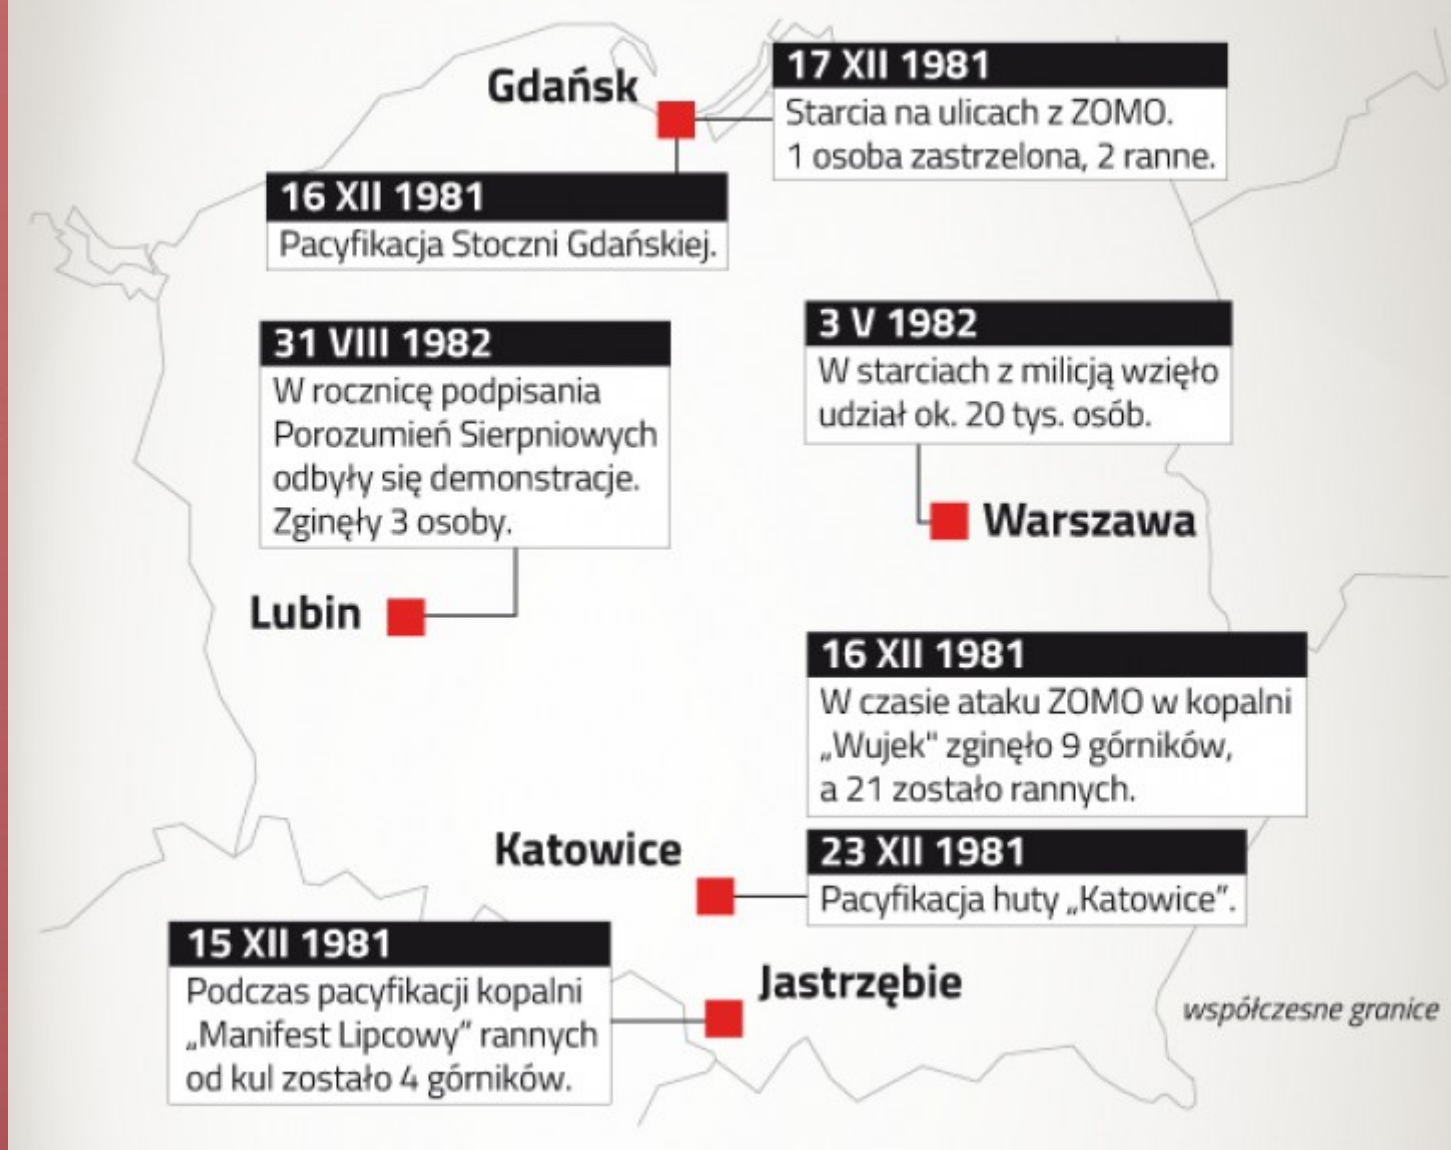 Gdańsk
17 XII 1981
Starcia na ulicach z ZOMO.
1 osoba zastrzelona, 2 ranne.
16 XII 1981
Pacyfikacja Stoczni Gdańskiej.
31 VIII 1982
W rocznicę podpisania
Porozumień Sierpniowych
odbyły się demonstracje.
Zginęły 3 osoby.
Lubin
3 V 1982
W starciach z milicją wzięło
udział ok. 20 tys. osób.
Warszawa
16 XII 1981
W czasie ataku ZOMO w kopalni
„Wujek" zginęło 9 górników,
a 21 zostało rannych.
Katowice
23 XII 1981
Pacyfikacja huty „Katowice”.
15 XII 1981
Podczas pacyfikacji kopalni
„Manifest Lipcowy” rannych
od kul zostało 4 górników.
Jastrzębie
współczesne granice